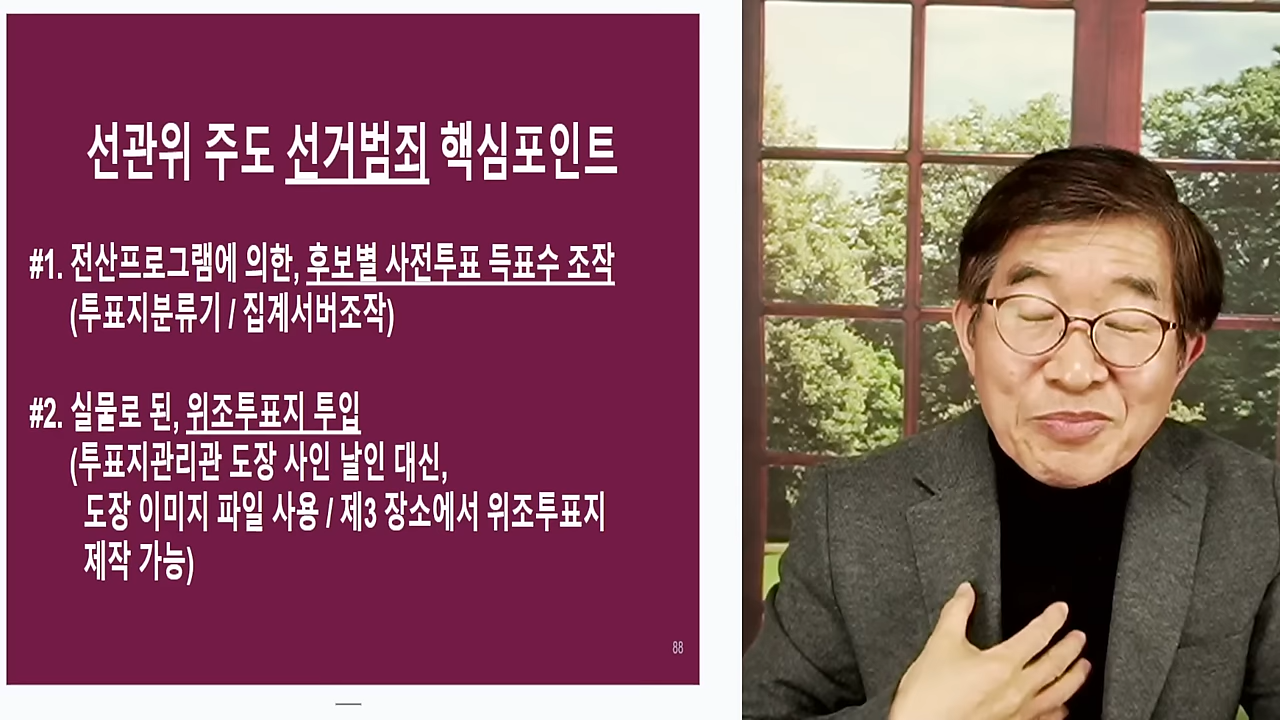 선관위 주도 선거범죄 핵심포인트
#1. 전산프로그램에 의한, 후보별 사전투표 득표수 조작
(투표지분류기 / 집계서버조작)
#2. 실물로 된, 위조투표지 투입
(투표지관리관 도장 사인 날인 대신,
도장 이미지 파일 사용 / 제3 장소에서 위조투표지
제작 가능)
88